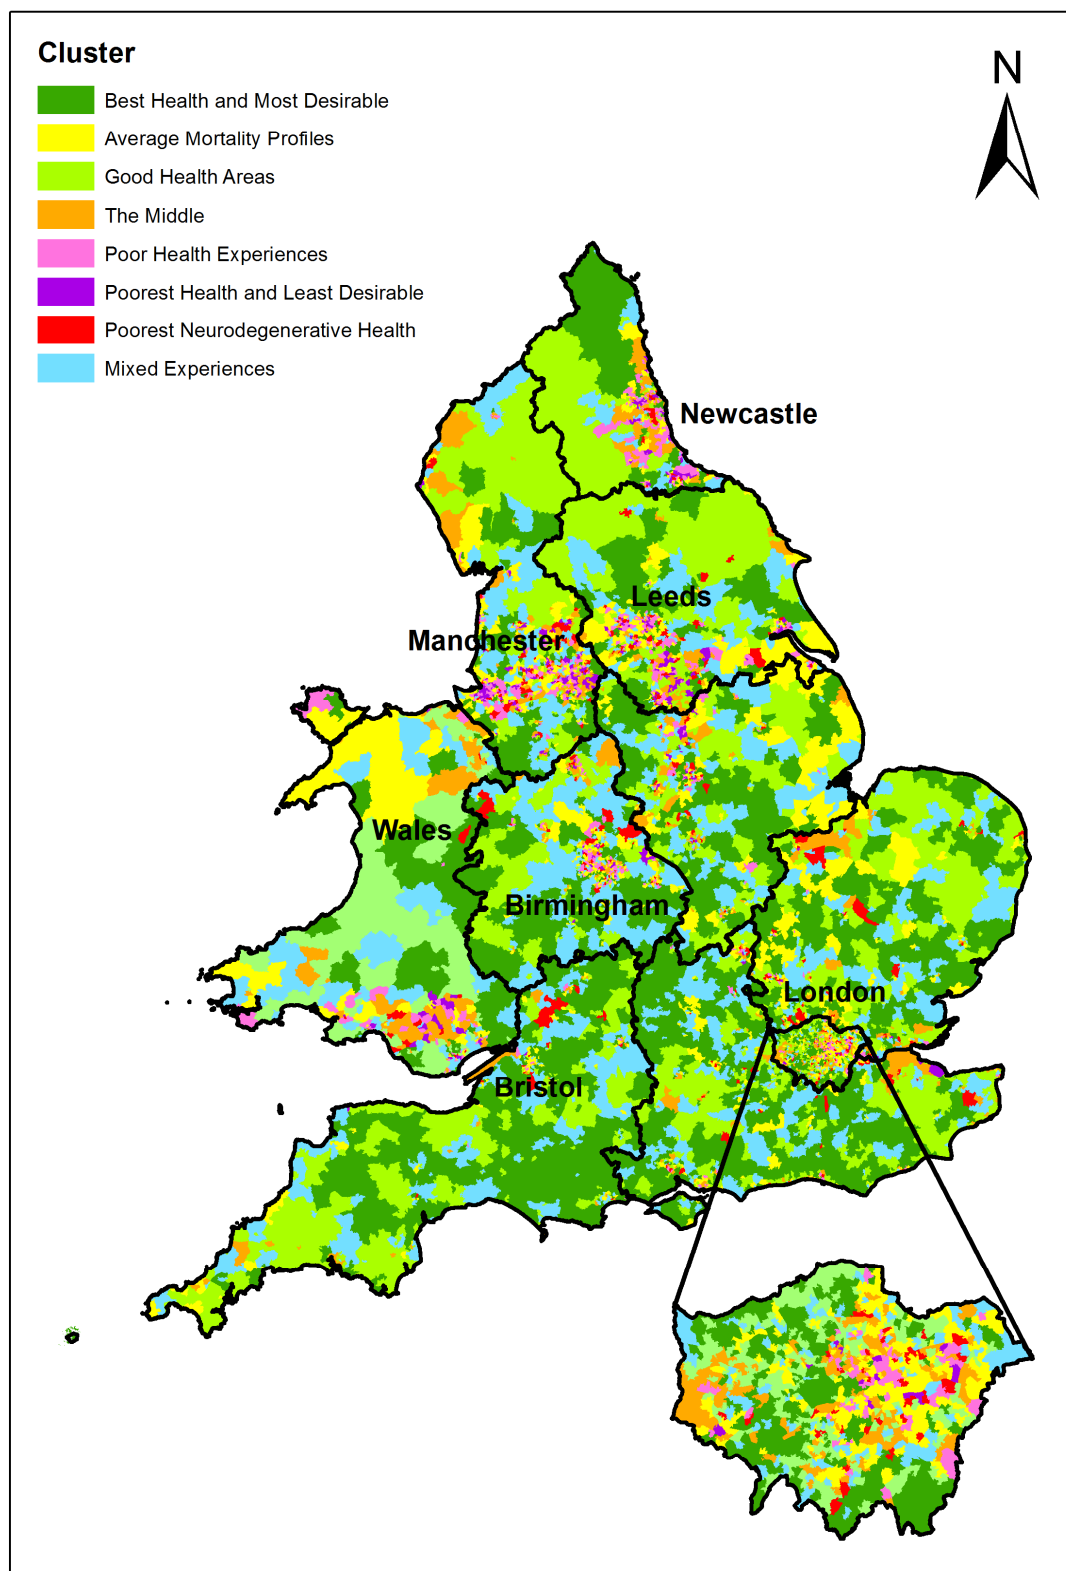 Cluster
Best Health and Most Desirable
Average Mortality Profiles
Good Health Areas
The Middle
Poor Health Experiences
Poorest Health and Least Desirable
Poorest Neurodegenerative Health
Mixed Experiences
N
Newcastle
Leeds
Manchester
Wales
Birmingham
London
Bristol